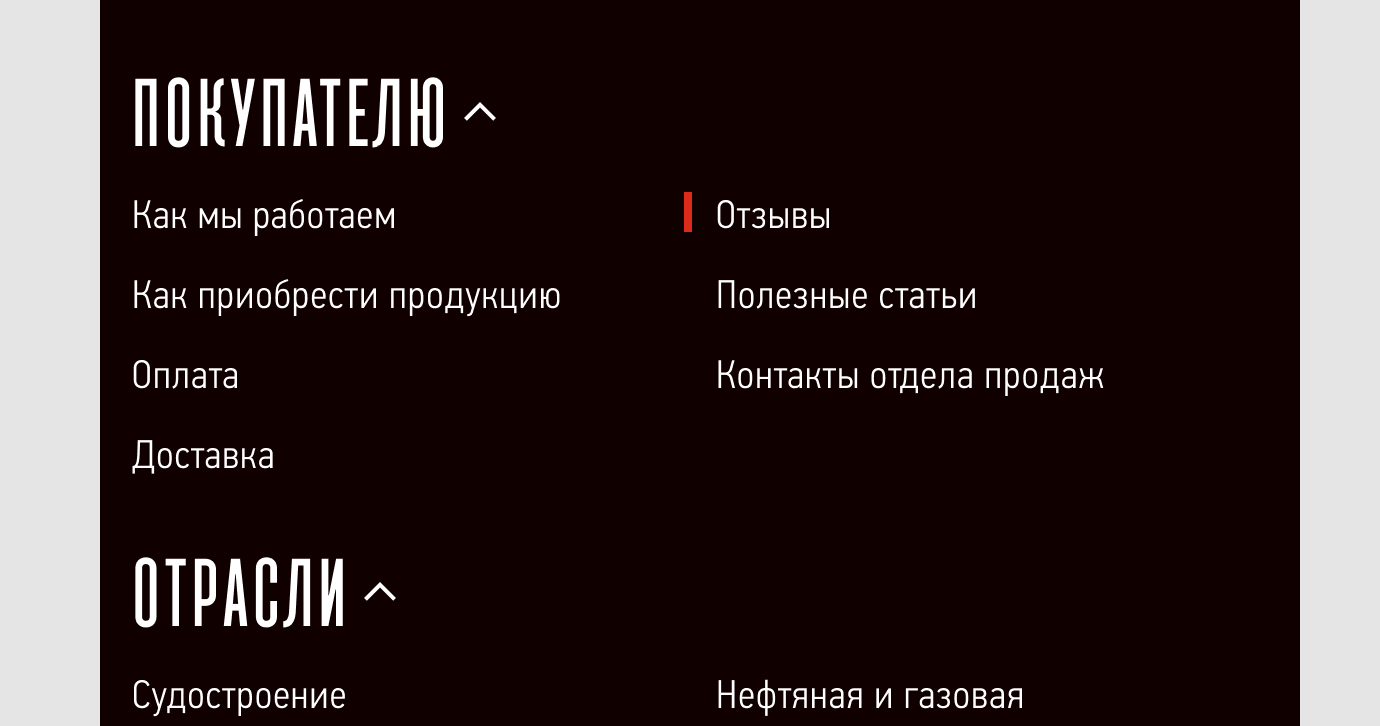 ПОКУПАТЕЛЮ
Как мы работаем
Как приобрести продукцию
Оплата
Доставка
Отзывы
Полезные статьи
Контакты отдела продаж
ОТРАСЛИ
Судостроение
Нефтяная и газовая